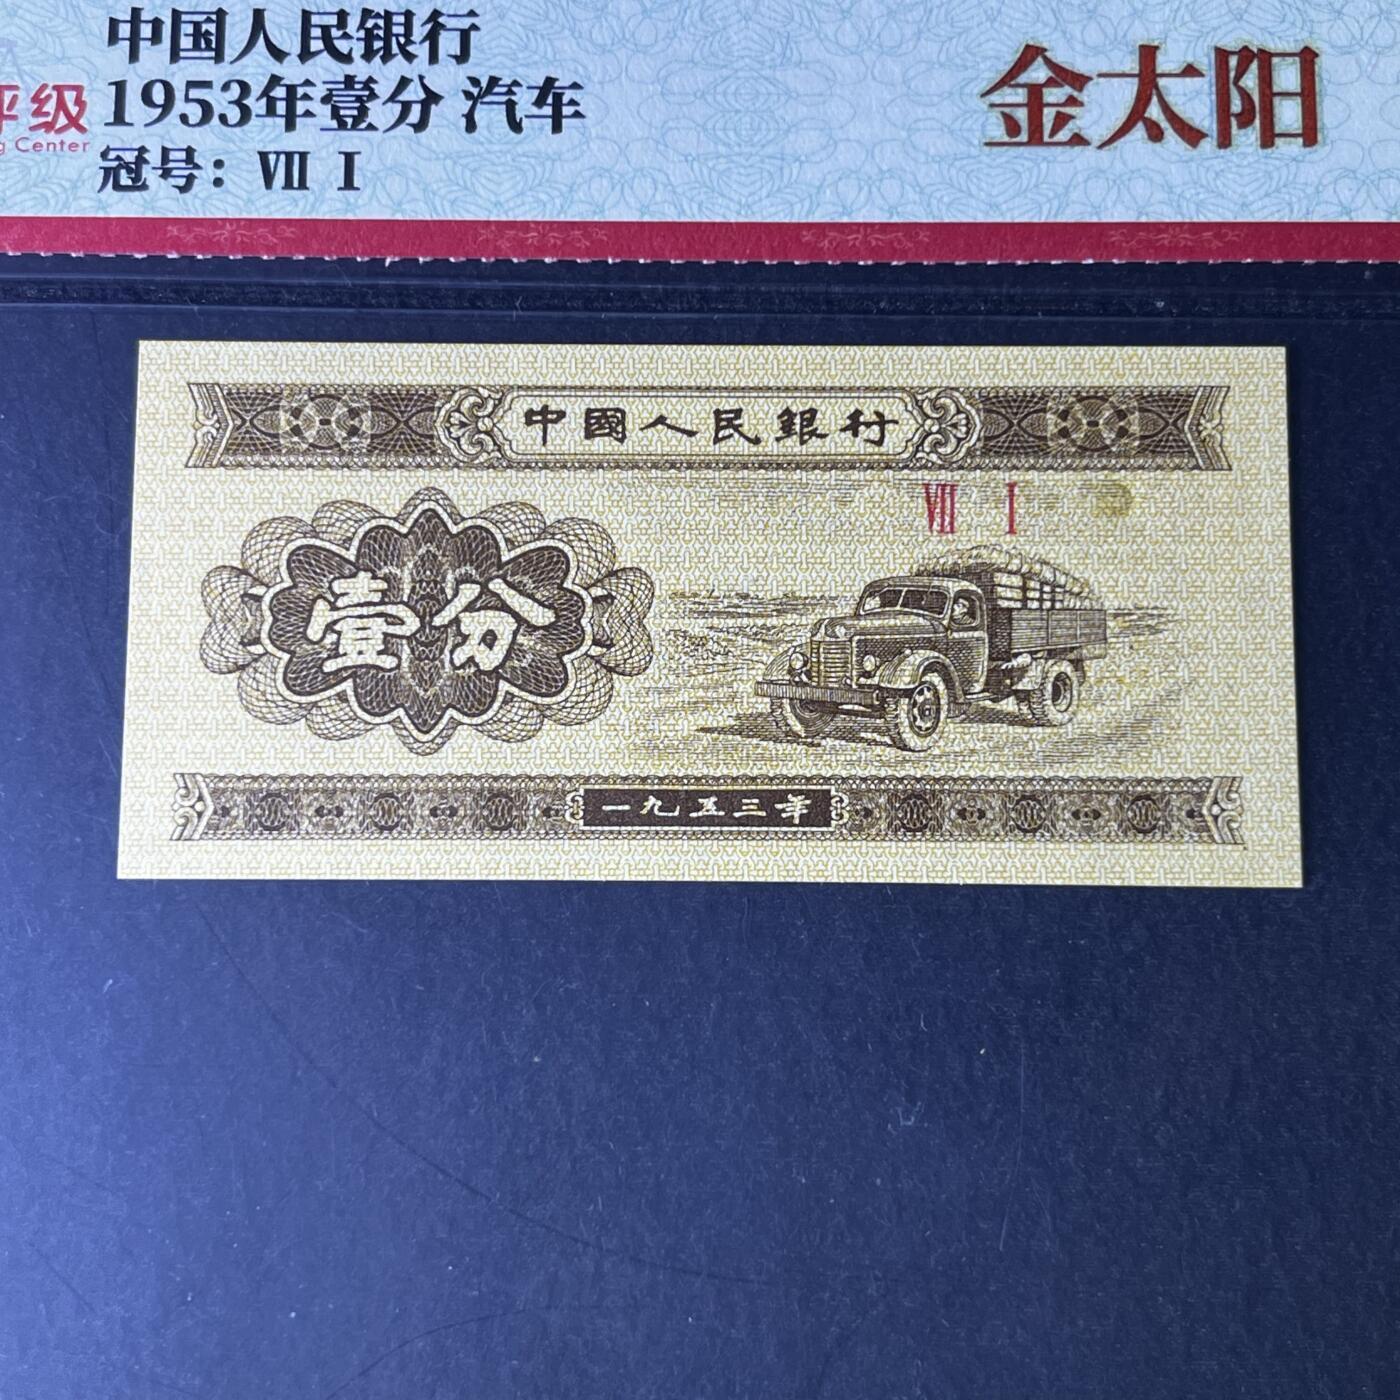 中国人民银行
评级 1953年壹分 汽车
g Center
冠号：Ⅶ Ⅰ
金太阳
中國人民銀行
Ⅶ Ⅰ
壹分
一九五三年